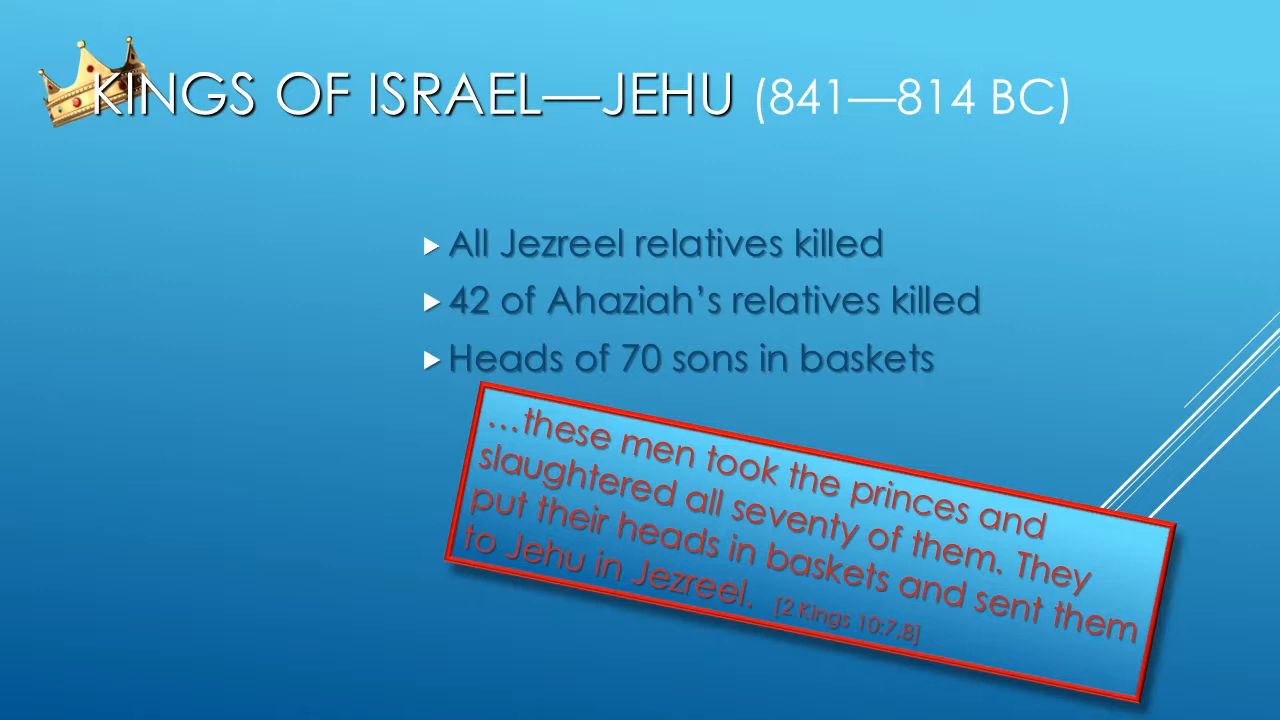 KINGS OF ISRAEL—JEHU (841—814 BC)
All Jezreel relatives killed
42 of Ahaziah’s relatives killed
Heads of 70 sons in baskets
…these men took the princes and
slaughtered all seventy of them. They
put their heads in baskets and sent them
to Jehu in Jezreel. [2 Kings 10:7,8]